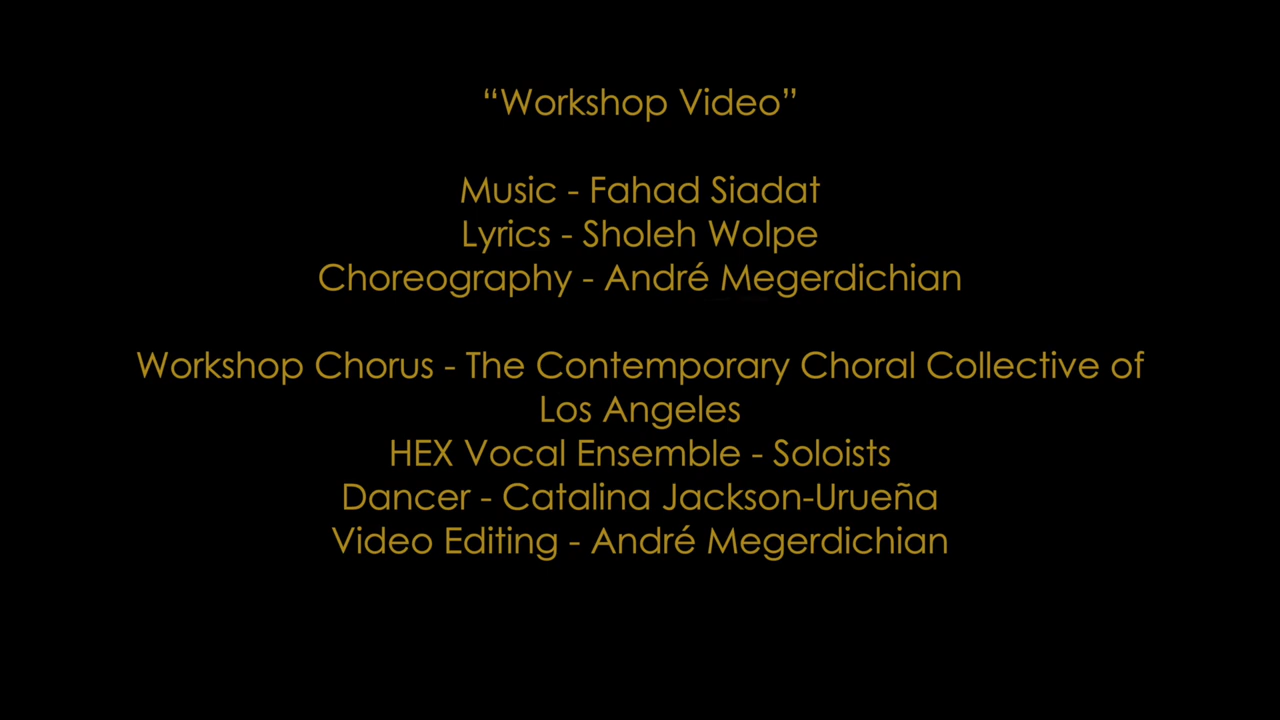 “Workshop Video”
Music - Fahad Siadat
Lyrics - Sholeh Wolpe
Choreography - André Megerdichian
Workshop Chorus - The Contemporary Choral Collective of
Los Angeles
HEX Vocal Ensemble - Soloists
Dancer - Catalina Jackson-Urueña
Video Editing - André Megerdichian